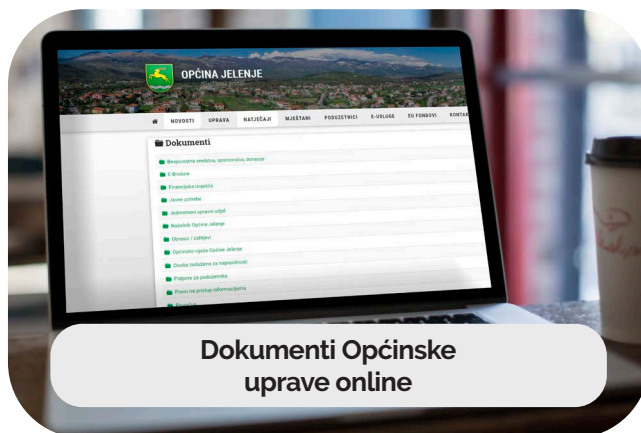 OPĆINA JELENJE
NOVOSTI UPRAVA NATJEČAJI MJEŠTANI PODUZETNICI E-USLUGE EU FONDOVI
Dokumenti
Bespovratna sredstva, sponzorstva, donacije
E-Brošure
Financijska izvješća
Javne potrebe
Jedinstveni upravni odjel
Načelnik Općine Jelenje
Obrasci / zahtjevi
Općinsko vijeće Općine Jelenje
Osoba zadužena za nepravilnosti
Potpore za poduzetnike
Pravo na pristup informacijama
Dokumenti Općinske
uprave online